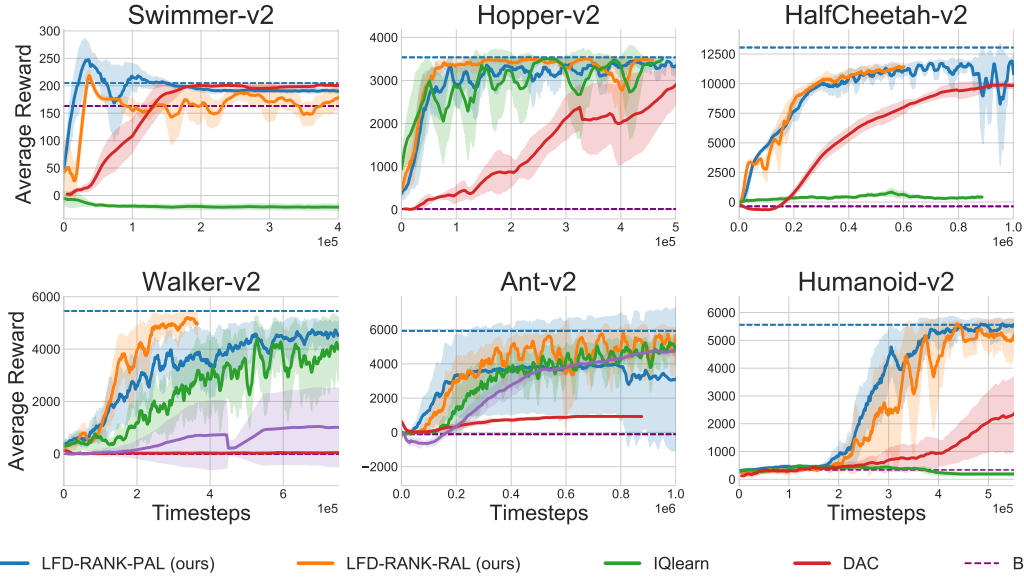 Swimmer-v2 Hopper-v2 HalfCheetah-v2
Average Reward
300
250
200
150
100
50
0
0 1 2 3 4
1e5
4000
3000
2000
1000
0
0 1 2 3 4 5
1e5
12500
10000
7500
5000
2500
0
0.0 0.2 0.4 0.6 0.8 1.0
1e6
Walker-v2 Ant-v2 Humanoid-v2
Average Reward
6000
4000
2000
0
0 2 4 6
1e5
Timesteps
6000
4000
2000
0
−2000
0.0 0.2 0.4 0.6 0.8 1.0
1e6
Timesteps
6000
5000
4000
3000
2000
1000
0
0 1 2 3 4 5
1e5
Timesteps
LFD-RANK-PAL (ours) LFD-RANK-RAL (ours) IQlearn DAC B